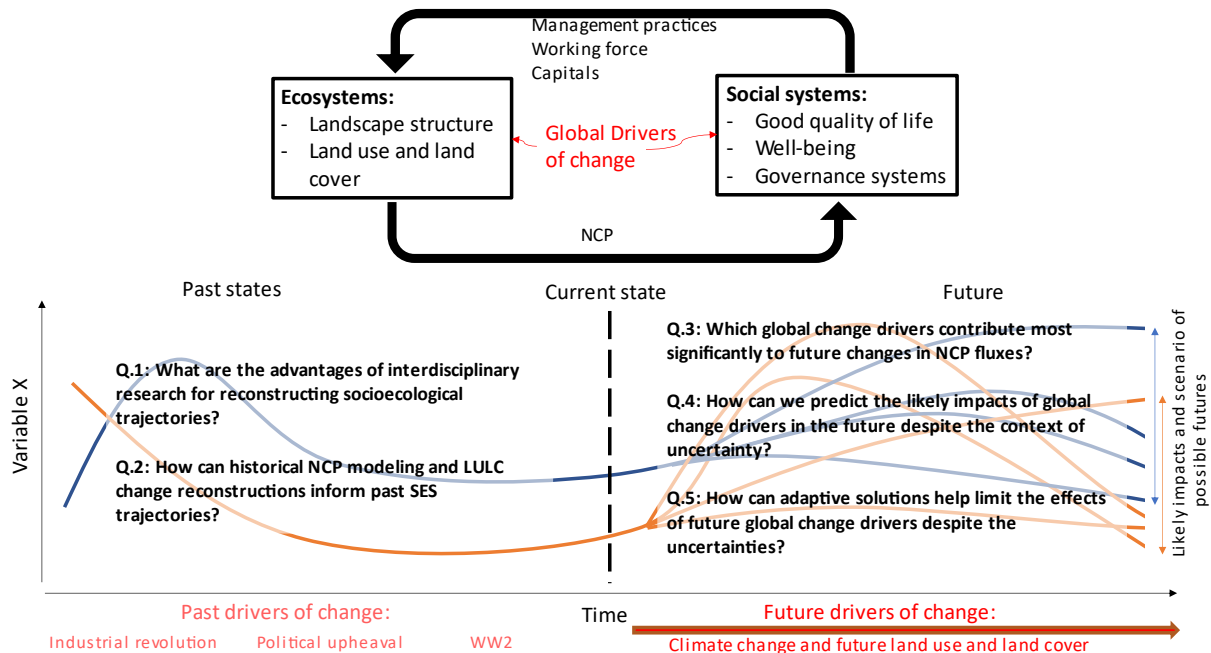 Management practices
Working force
Capitals
Ecosystems:
- Landscape structure
- Land use and land
cover
Global Drivers
of change
Social systems:
- Good quality of life
- Well-being
- Governance systems
NCP
Past states
Current state
Future
Variable X
Q.1: What are the advantages of interdisciplinary
research for reconstructing socioecological
trajectories?
Q.2: How can historical NCP modeling and LULC
change reconstructions inform past SES
trajectories?
Q.3: Which global change drivers contribute most
significantly to future changes in NCP fluxes?
Q.4: How can we predict the likely impacts of global
change drivers in the future despite the context of
uncertainty?
Q.5: How can adaptive solutions help limit the effects
of future global change drivers despite the
uncertainties?
Likely impacts and scenario of
possible futures
Past drivers of change:
Time
Future drivers of change:
Industrial revolution
Political upheaval
WW2
Climate change and future land use and land cover